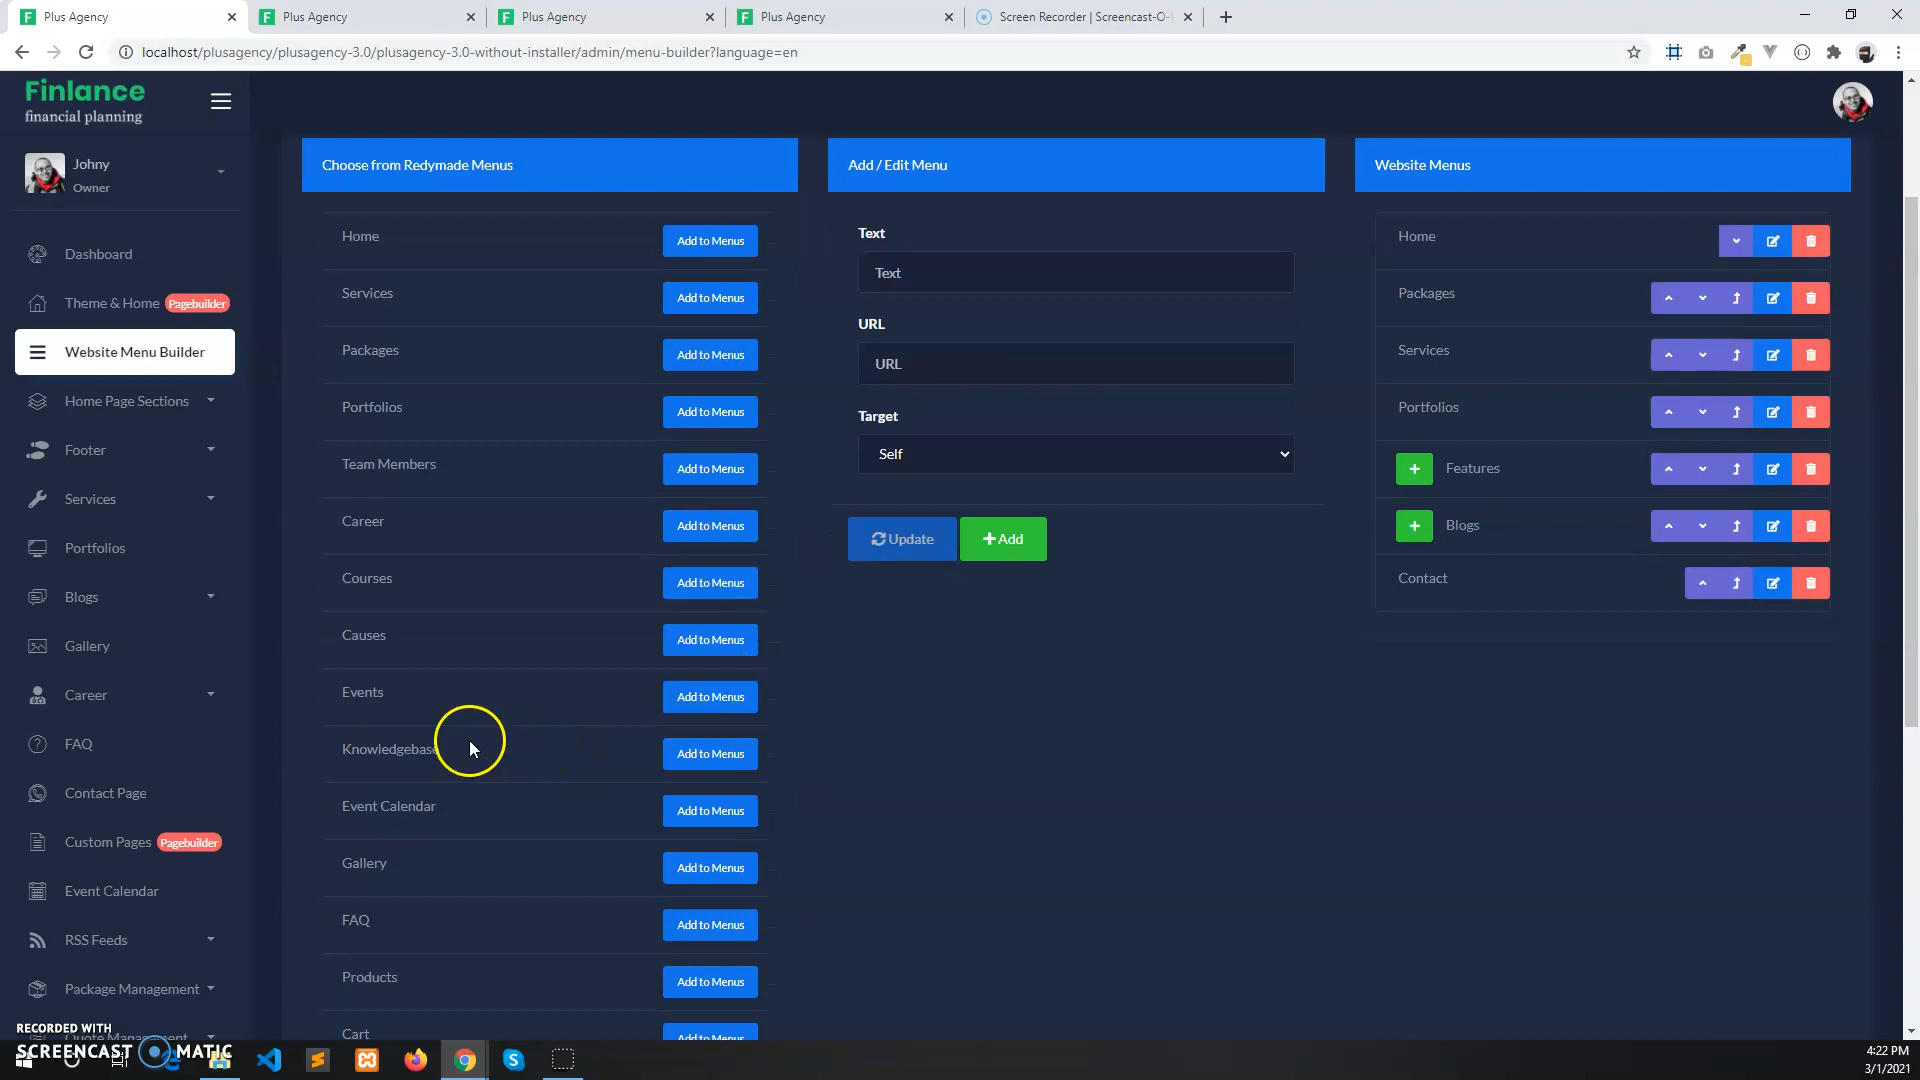 Plus Agency
Plus Agency
Plus Agency
Plus Agency
Screen Recorder | Screencast-O-
localhost/plusagency/plusagency-3.0/plusagency-3.0-without-installer/admin/menu-builder?language=en
Finlance
financial planning
Johny
Owner
Dashboard
Theme & Home Pagebuilder
Website Menu Builder
Home Page Sections
Footer
Services
Portfolios
Blogs
Gallery
Career
FAQ
Contact Page
Custom Pages Pagebuilder
Event Calendar
RSS Feeds
Package Management
Quote Management
Choose from Redymade Menus
Home Add to Menus
Services Add to Menus
Packages Add to Menus
Portfolios Add to Menus
Team Members Add to Menus
Career Add to Menus
Courses Add to Menus
Causes Add to Menus
Events Add to Menus
Knowledgebase Add to Menus
Event Calendar Add to Menus
Gallery Add to Menus
FAQ Add to Menus
Products Add to Menus
Cart Add to Menus
Add / Edit Menu
Text
Text
URL
URL
Target
Self
Update
Add
Website Menus
Home
Packages
Services
Portfolios
Features
Blogs
Contact
RECORDED WITH
SCREENCAST MATIC
4:22 PM
3/1/2021